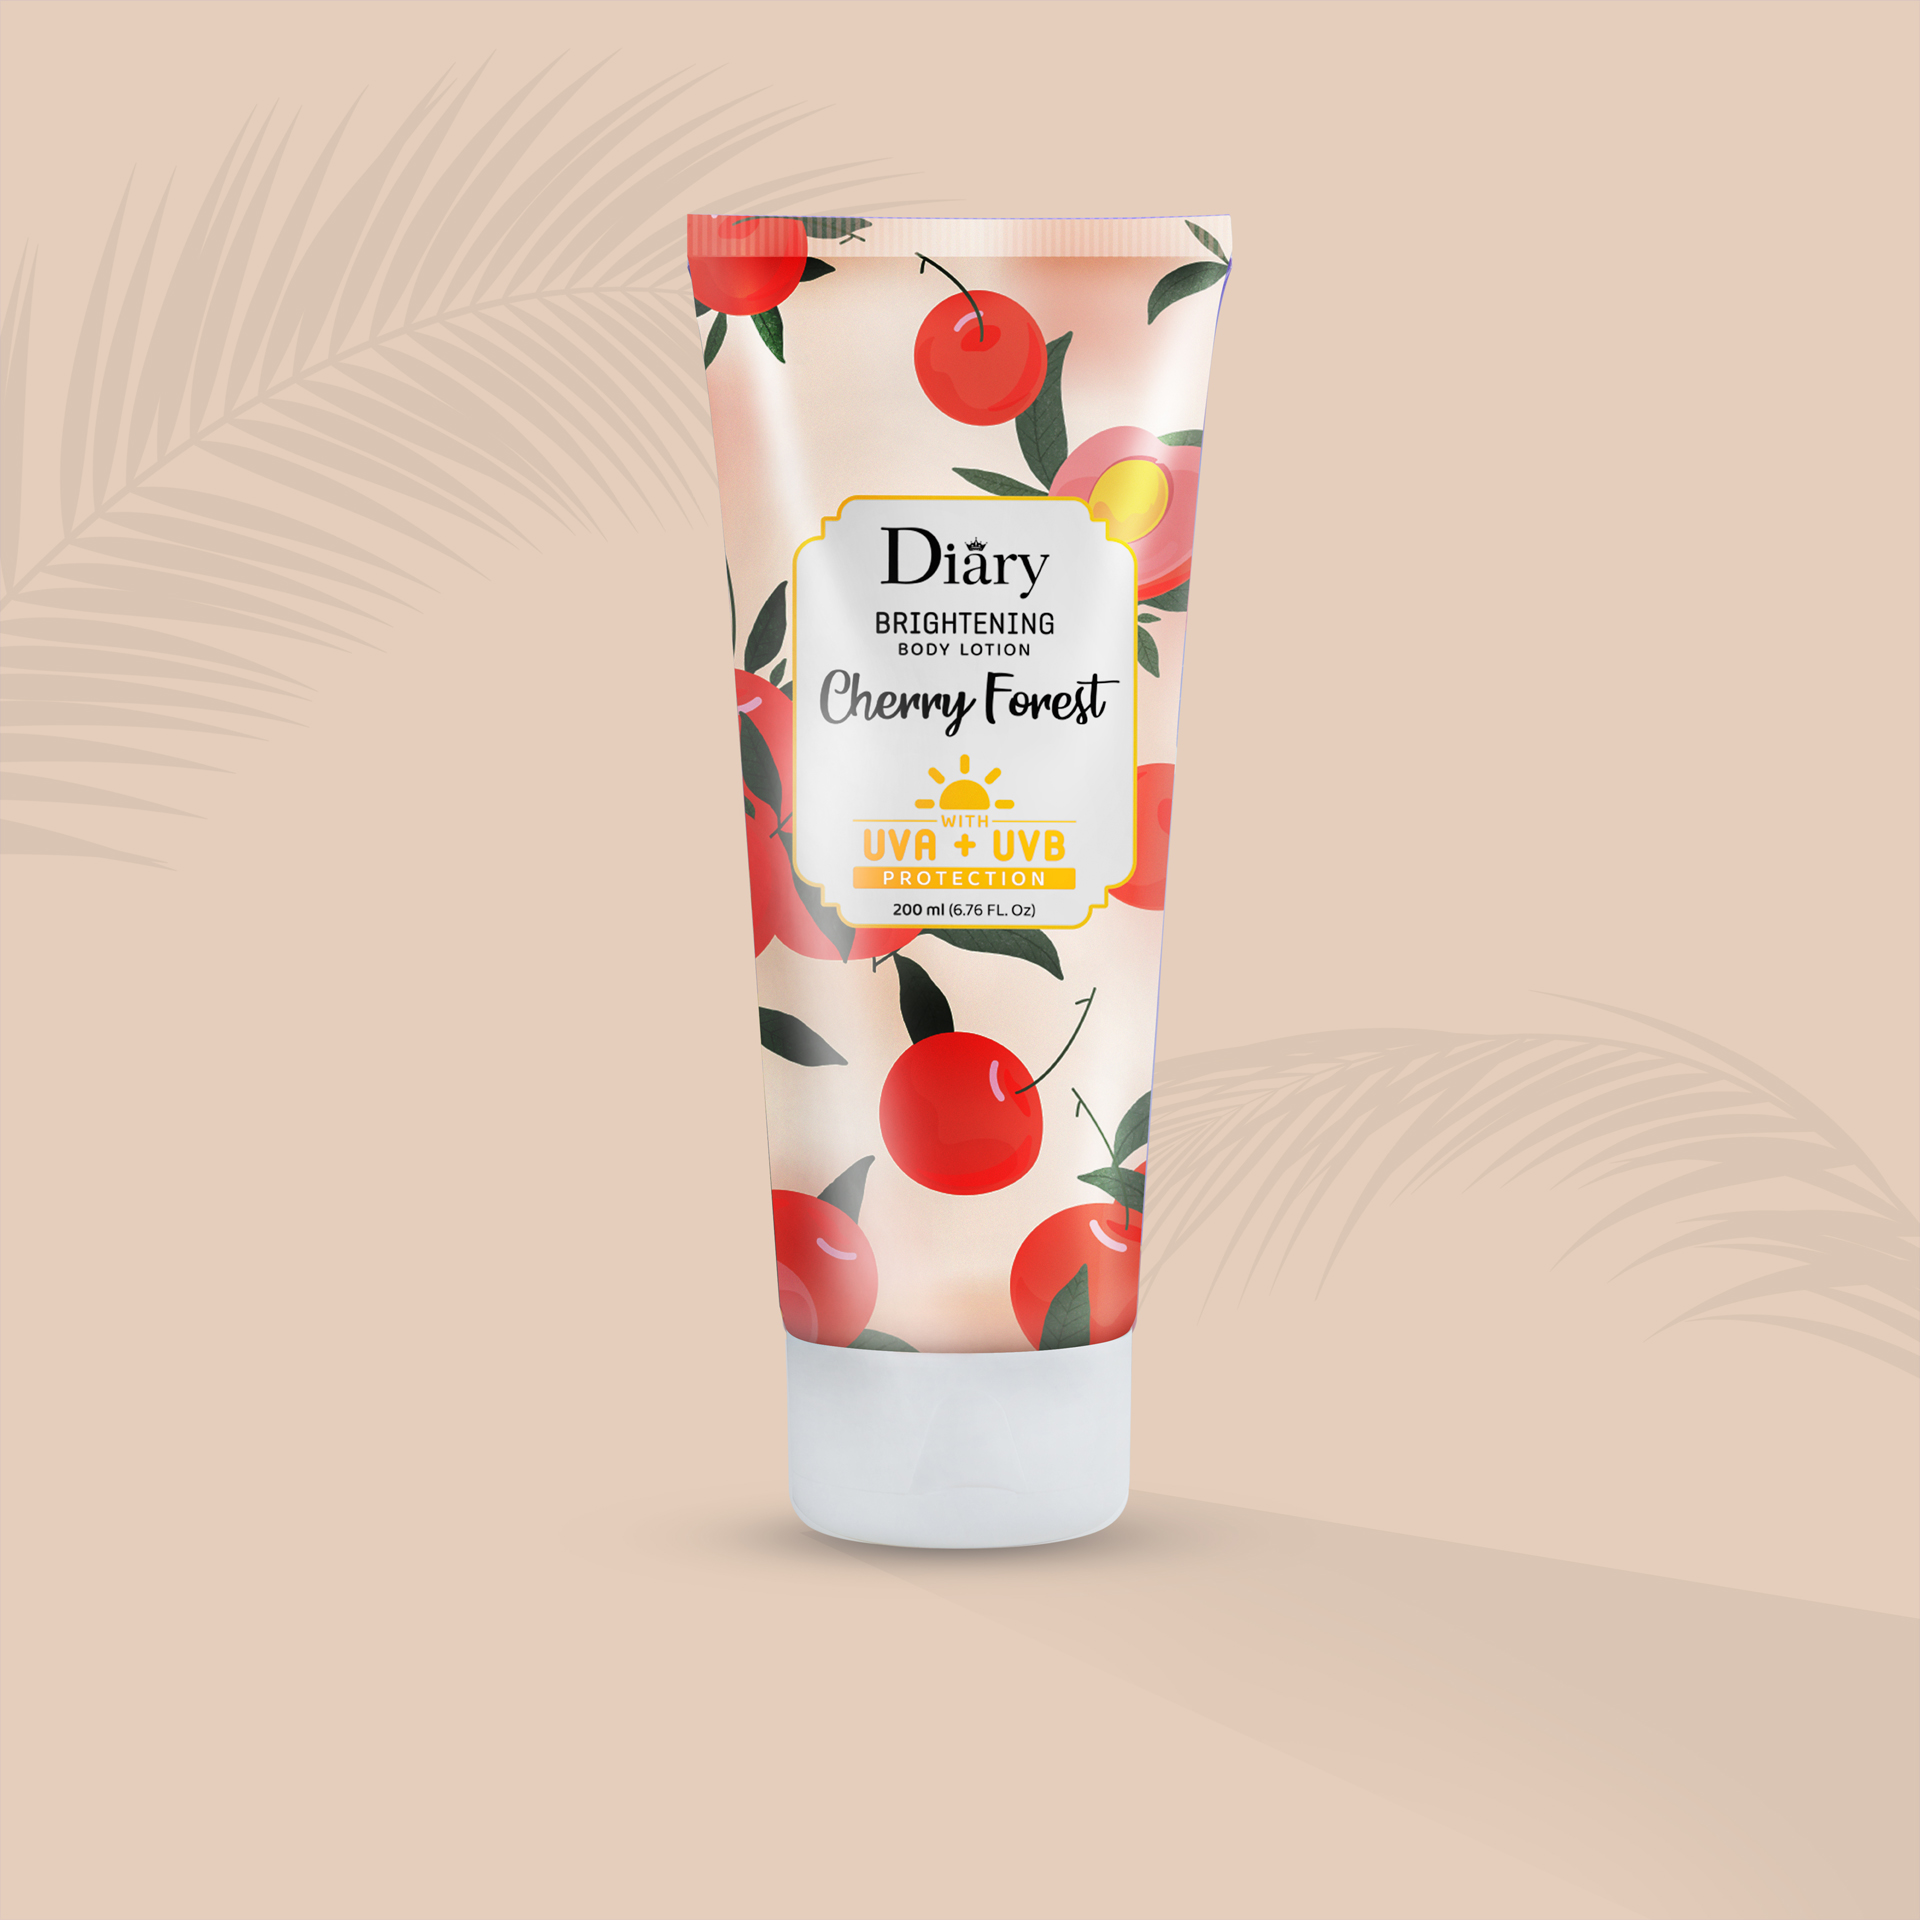 Diary
BRIGHTENING
BODY LOTION
Cherry Forest
WITH
UVA + UVB
PROTECTION
200 ml (6.76 FL. Oz)